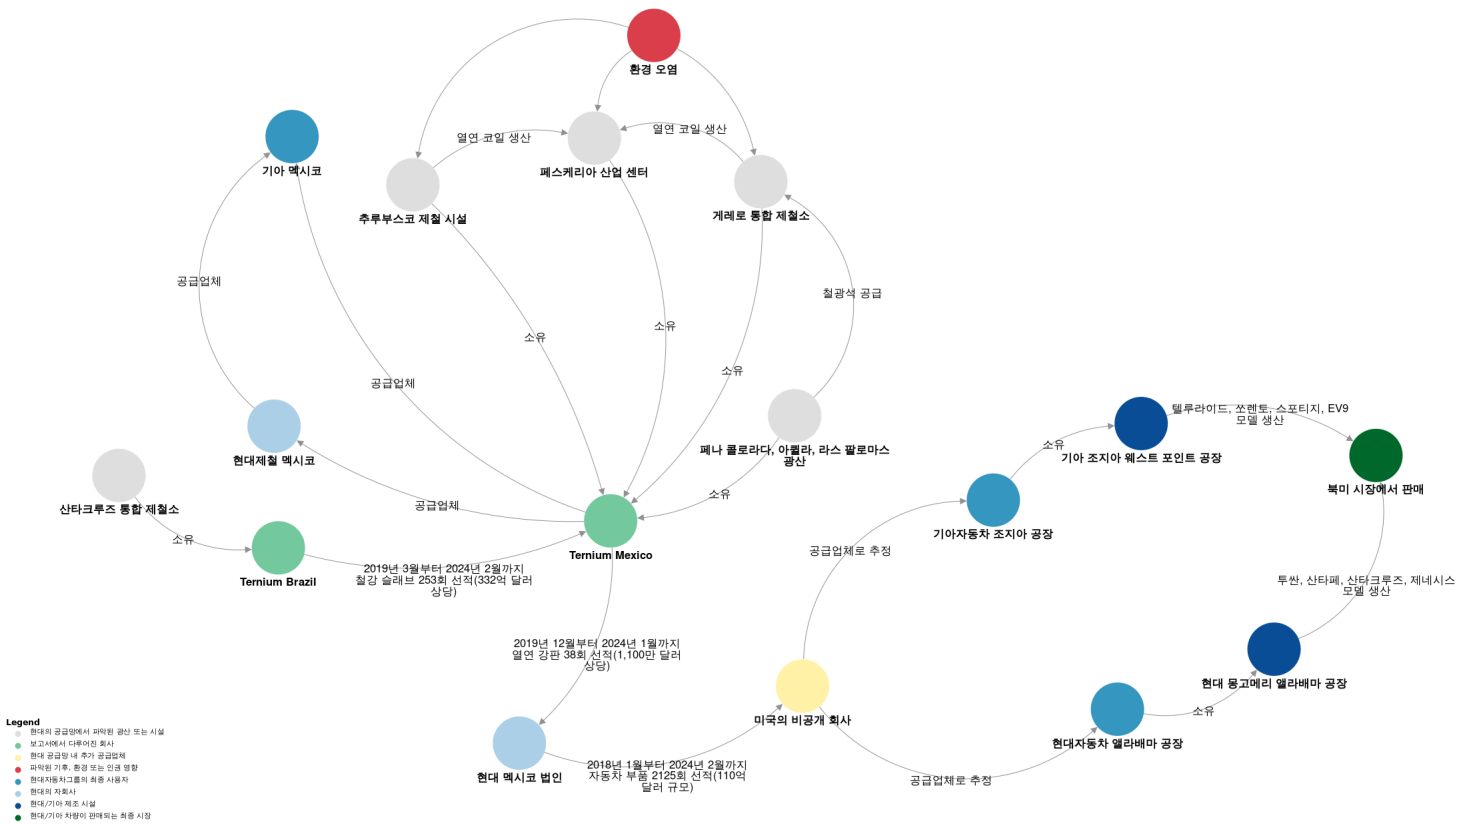 환경 오염
기아 멕시코
열연 코일 생산
열연 코일 생산
페스케리아 산업 센터
추루부스코 제철 시설
게레로 통합 제철소
공급업체
철광석 공급
소유
소유
소유
공급업체
텔루라이드, 쏘렌토, 스포티지, EV9
모델 생산
소유
기아 조지아 웨스트 포인트 공장
페나 콜로라다, 아퀼라, 라스 팔로마스
광산
현대제철 멕시코
북미 시장에서 판매
공급업체
소유
산타크루즈 통합 제철소
소유
기아자동차 조지아 공장
Ternium Mexico
공급업체로 추정
Ternium Brazil
2019년 3월부터 2024년 2월까지
철강 슬래브 253회 선적(332억 달러
상당)
투싼, 산타페, 산타크루즈, 제네시스
모델 생산
2019년 12월부터 2024년 1월까지
열연 강판 38회 선적(1,100만 달러
상당)
현대 몽고메리 앨라배마 공장
소유
미국의 비공개 회사
현대자동차 앨라배마 공장
현대 멕시코 법인
2018년 1월부터 2024년 2월까지
자동차 부품 2125회 선적(110억
달러 규모)
공급업체로 추정
Legend
현대의 공급망에서 파악된 광산 또는 시설
보고서에서 다루어진 회사
현대 공급망 내 추가 공급업체
파악된 기후, 환경 또는 인권 영향
현대자동차그룹의 최종 사용자
현대의 자회사
현대/기아 제조 시설
현대/기아 차량이 판매되는 최종 시장